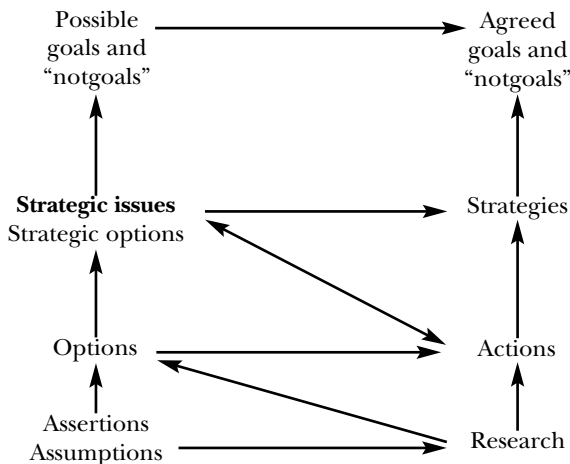 Possible
goals and
“notgoals”
Agreed
goals and
“notgoals”
Strategic issues
Strategic options
Strategies
Options
Actions
Assertions
Assumptions
Research